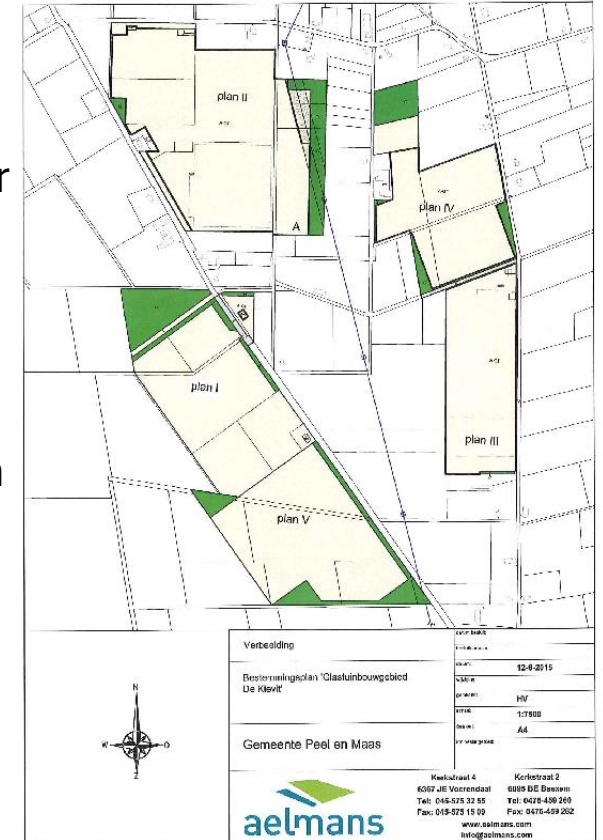 r
n
plan II
A
plan IV
plan I
plan III
plan V
N
W
O
Z
Verbeelding
Bestemmingsplan 'Glastuinbouwgebied
De Kievit'
Gemeente Peel en Maas
12-6-2015
HV
1:7500
A4
aelmans
Kerkstraat 4
6367 JE Voerendaal
Tel: 045-575 32 55
Fax: 045-575 15 09
Kerkstraat 2
6095 BE Baexem
Tel: 0475-459 260
Fax: 0475-459 282
www.aelmans.com
info@aelmans.com